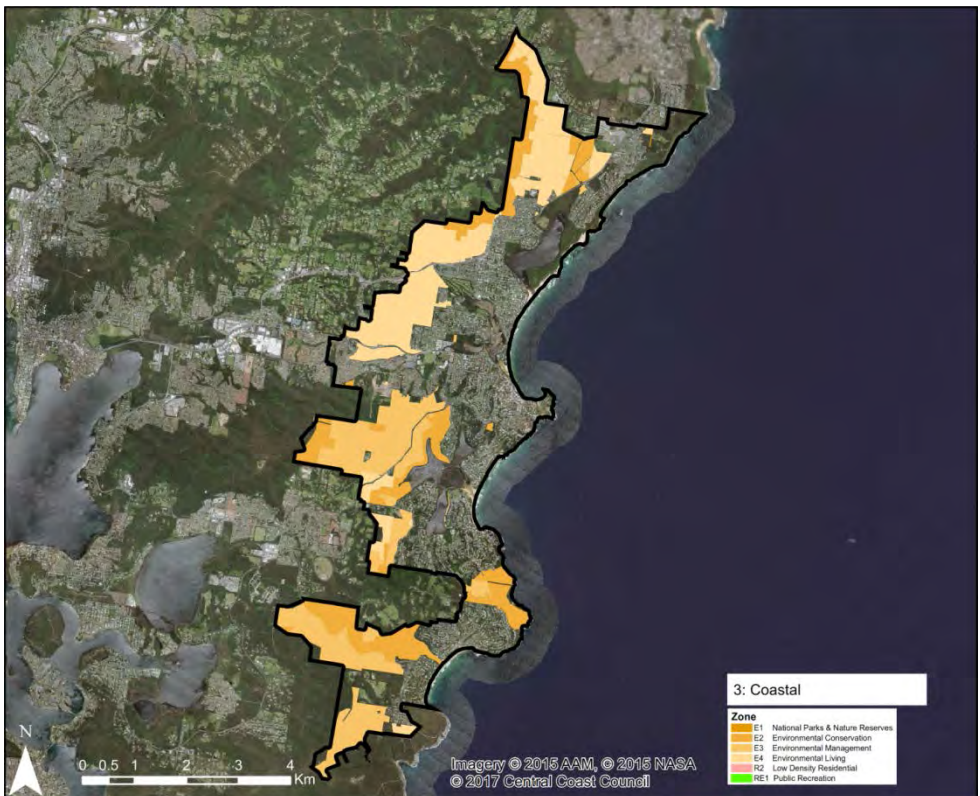 3: Coastal
Zone
E1 National Parks & Nature Reserves
E2 Environmental Conservation
E3 Environmental Management
E4 Environmental Living
R2 Low Density Residential
RE1 Public Recreation
N
0 0.5 1 2 3 4
Km
Imagery © 2015 AAM, © 2015 NASA
© 2017 Central Coast Council